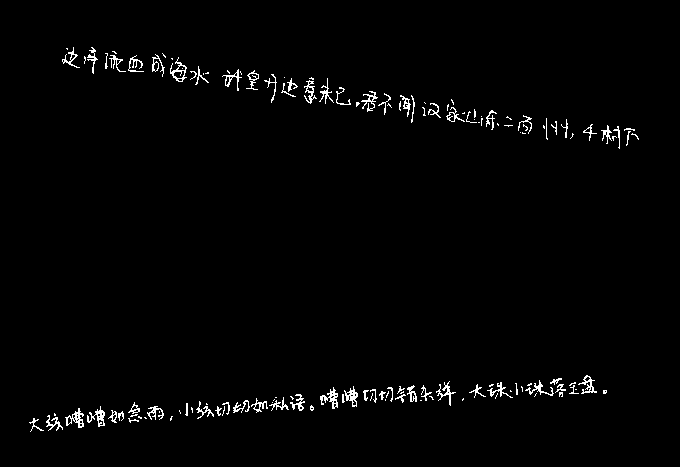 边庭流血成海水 武皇开边意未已。君不闻汉家山东二百州,千村万
大弦嘈嘈如急雨,小弦切切如私语。嘈嘈切切错杂弹,大珠小珠落玉盘。